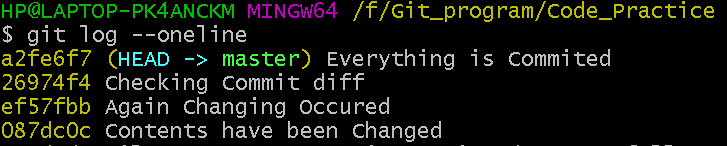 HP@LAPTOP-PK4ANCKM MINGW64 /f/Git_program/Code_Practice
$ git log --oneline
a2fe6f7 (HEAD -> master) Everything is Commited
26974f4 Checking Commit diff
ef57fbb Again Changing Occured
087dc0c Contents have been Changed